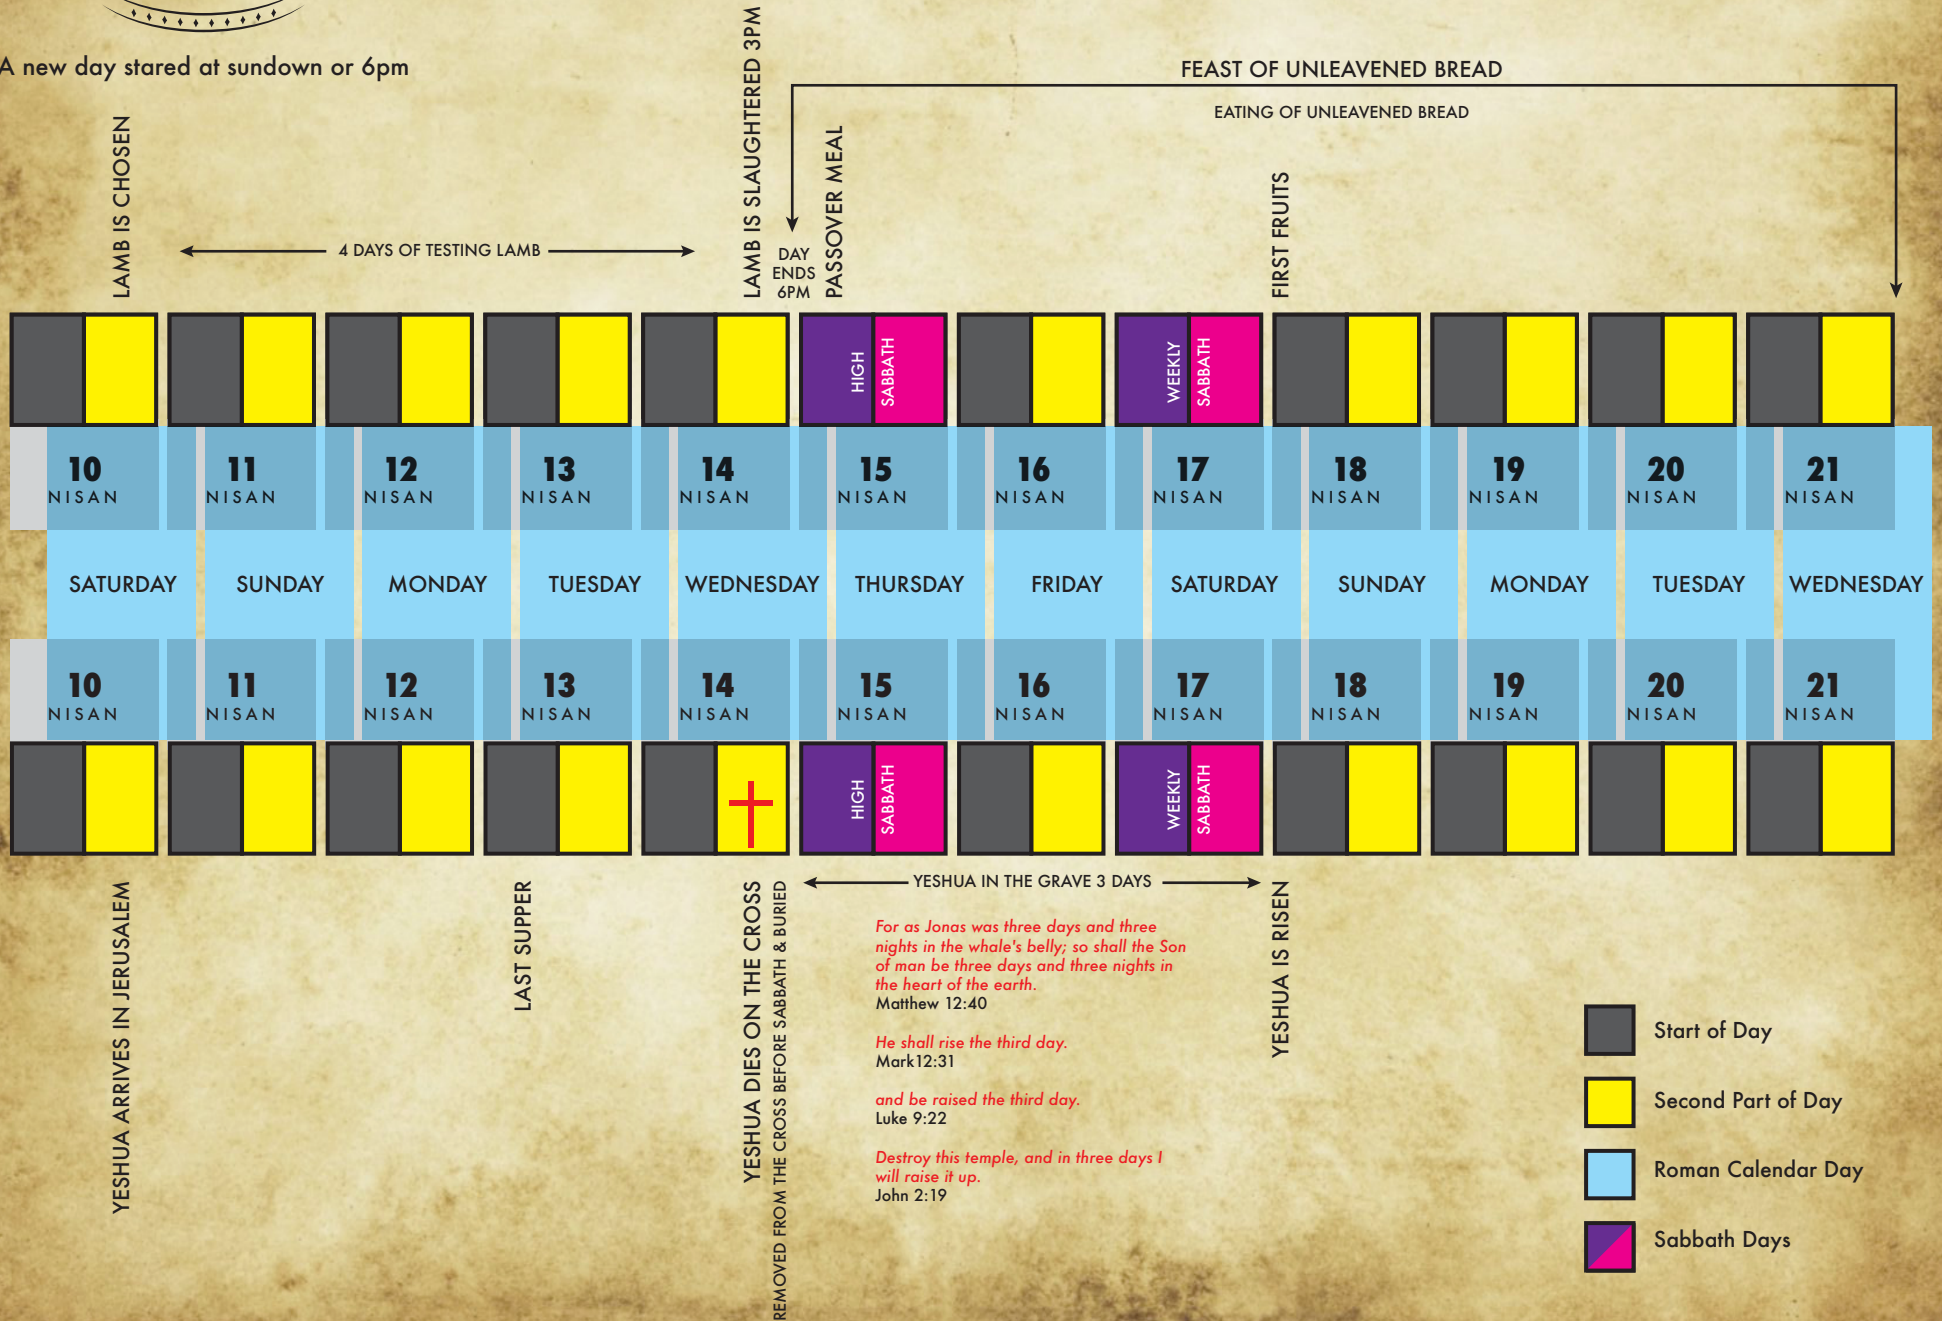 A new day stared at sundown or 6pm
LAMB IS CHOSEN
4 DAYS OF TESTING LAMB
LAMB IS SLAUGHTERED 3PM
DAY
ENDS
6PM
PASSOVER MEAL
FEAST OF UNLEAVENED BREAD
EATING OF UNLEAVENED BREAD
FIRST FRUITS
HIGH
SABBATH
WEEKLY
SABBATH
10 11 12 13 14 15 16 17 18 19 20 21
NISAN NISAN NISAN NISAN NISAN NISAN NISAN NISAN NISAN NISAN NISAN NISAN
SATURDAY SUNDAY MONDAY TUESDAY WEDNESDAY THURSDAY FRIDAY SATURDAY SUNDAY MONDAY TUESDAY WEDNESDAY
10 11 12 13 14 15 16 17 18 19 20 21
NISAN NISAN NISAN NISAN NISAN NISAN NISAN NISAN NISAN NISAN NISAN NISAN
HIGH
SABBATH
WEEKLY
SABBATH
YESHUA ARRIVES IN JERUSALEM
LAST SUPPER
YESHUA DIES ON THE CROSS
REMOVED FROM THE CROSS BEFORE SABBATH & BURIED
YESHUA IN THE GRAVE 3 DAYS
For as Jonas was three days and three
nights in the whale's belly; so shall the Son
of man be three days and three nights in
the heart of the earth.
Matthew 12:40
He shall rise the third day.
Mark12:31
and be raised the third day.
Luke 9:22
Destroy this temple, and in three days I
will raise it up.
John 2:19
YESHUA IS RISEN
Start of Day
Second Part of Day
Roman Calendar Day
Sabbath Days